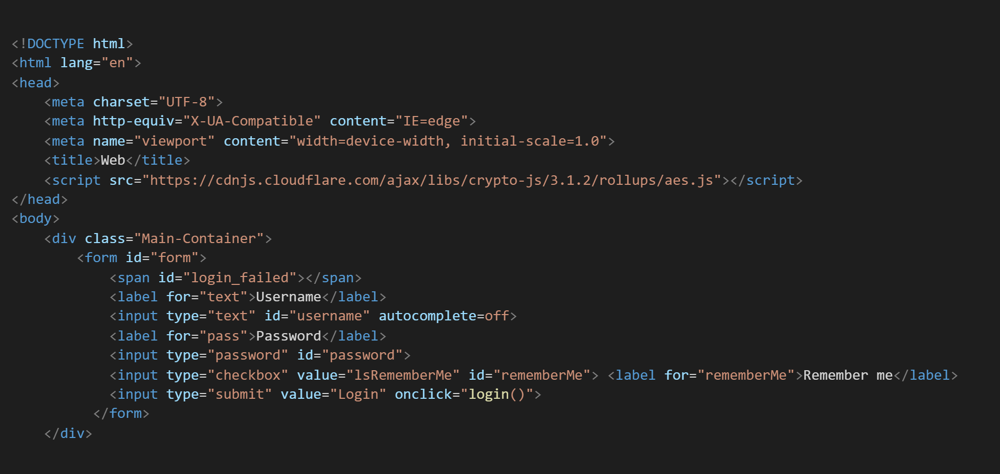 <!DOCTYPE html>
<html lang="en">
<head>
    <meta charset="UTF-8">
    <meta http-equiv="X-UA-Compatible" content="IE=edge">
    <meta name="viewport" content="width=device-width, initial-scale=1.0">
    <title>Web</title>
    <script src="https://cdnjs.cloudflare.com/ajax/libs/crypto-js/3.1.2/rollups/aes.js"></script>
</head>
<body>
    <div class="Main-Container">
        <form id="form">
            <span id="login_failed"></span>
            <label for="text">Username</label>
            <input type="text" id="username" autocomplete=off>
            <label for="pass">Password</label>
            <input type="password" id="password">
            <input type="checkbox" value="lsRememberMe" id="rememberMe"> <label for="rememberMe">Remember me</label>
            <input type="submit" value="Login" onclick="login()">
          </form>
    </div>